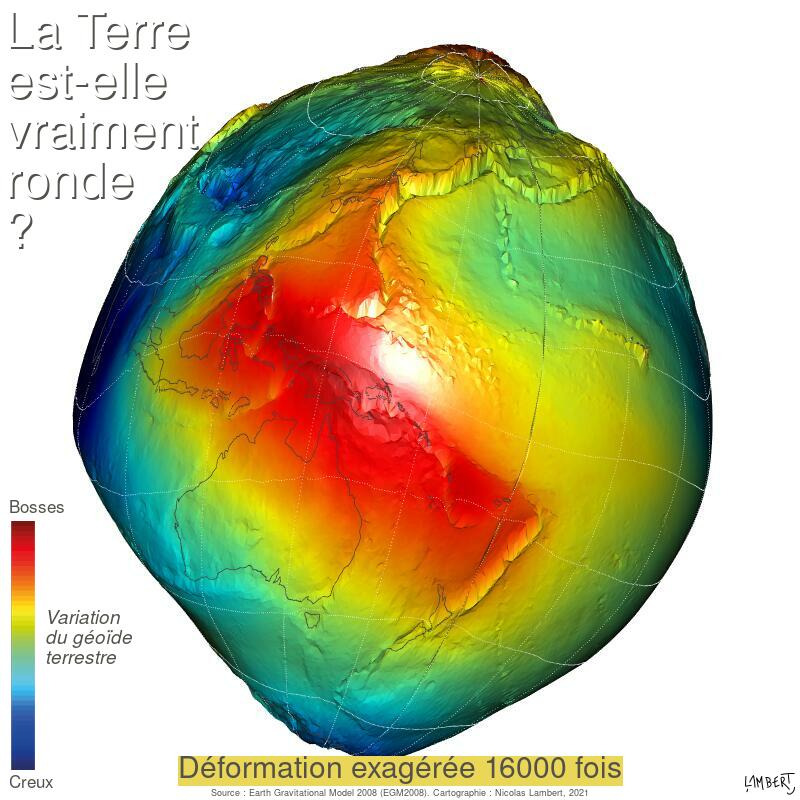 La Terre
est-elle
vraiment
ronde
?
Bosses
Variation
du géoïde
terrestre
Creux
Déformation exagérée 16000 fois
Source : Earth Gravitational Model 2008 (EGM2008). Cartographie : Nicolas Lambert, 2021
LAMBERT